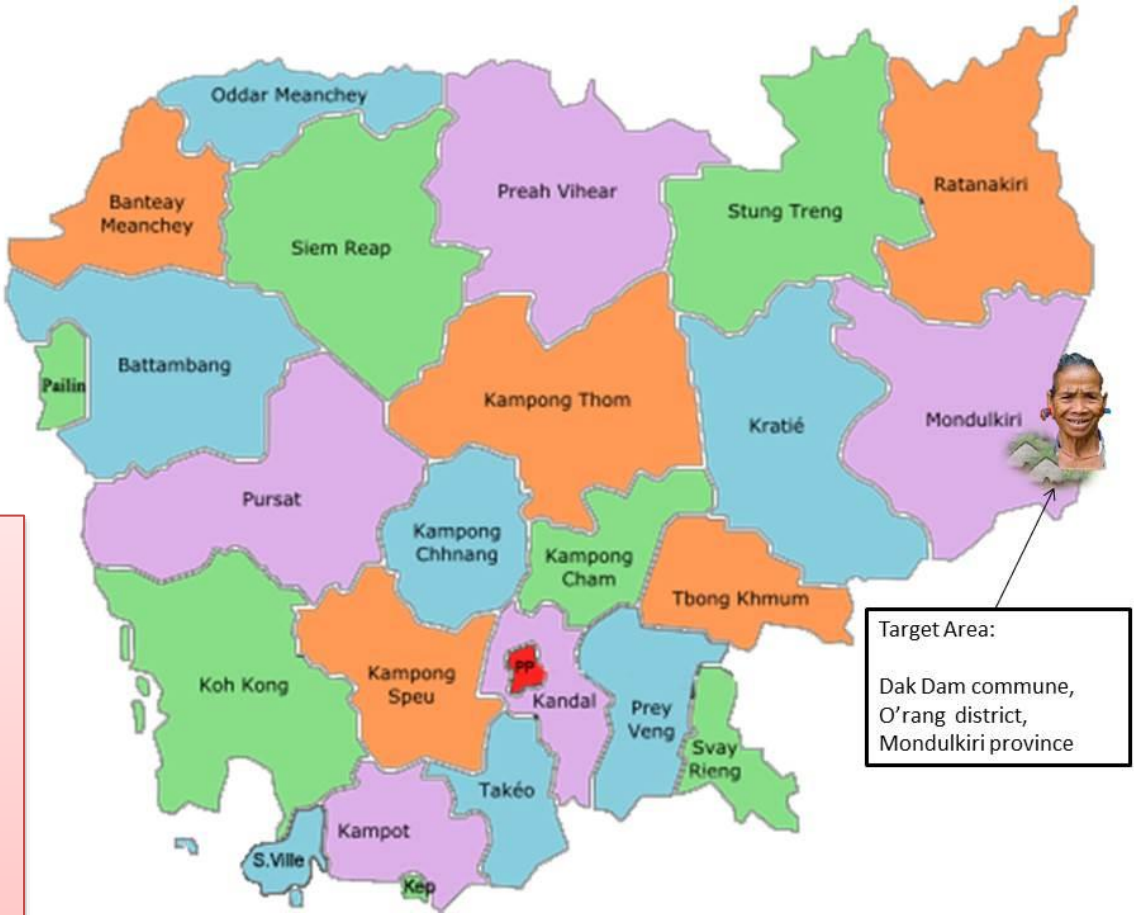 Oddar Meanchey
Banteay
Meanchey
Siem Reap
Preah Vihear
Stung Treng
Ratanakiri
Pailin
Battambang
Kampong Thom
Kratié
Mondulkiri
Pursat
Kampong
Chhnang
Kampong
Cham
Tbong Khmum
Koh Kong
Kampong
Speu
PP
Kandal
Prey
Veng
Svay
Rieng
Takéo
Kampot
S.Ville
Kep
Target Area:
Dak Dam commune,
O’rang district,
Mondulkiri province